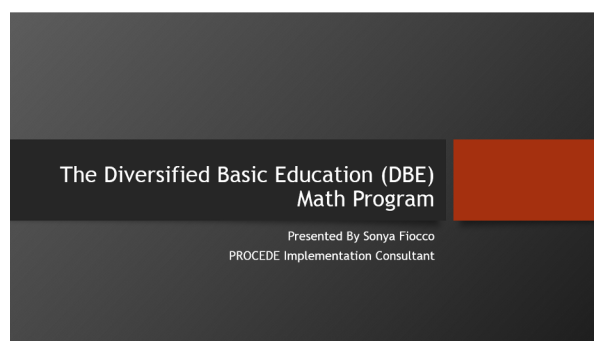 The Diversified Basic Education (DBE)
Math Program
Presented By Sonya Fiocco
PROCEDE Implementation Consultant